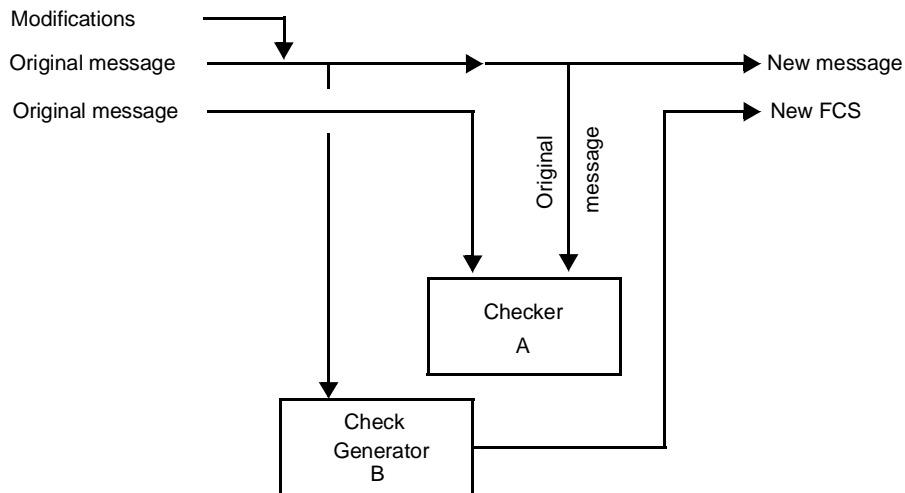 Modifications
Original message
New message
Original message
New FCS
Original
message
Checker
A
Check
Generator
B